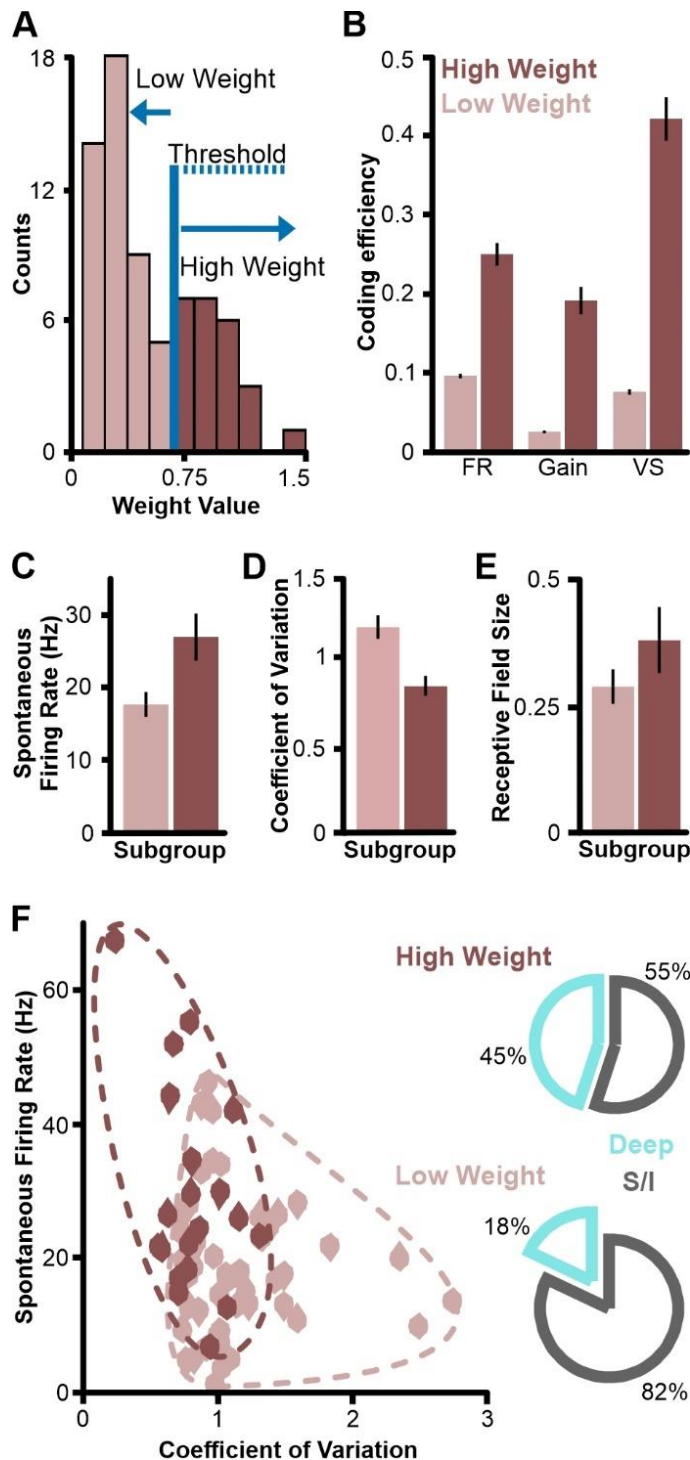 A
18
12
6
0
Counts
Low Weight
Threshold
High Weight
0
0.75
1.5
Weight Value
B
0.5
0.4
0.3
0.2
0.1
0
Coding efficiency
High Weight
Low Weight
FR
Gain
VS
C
30
20
10
0
Spontaneous
Firing Rate (Hz)
Subgroup
D
1.5
1
0.5
0
Coefficient of Variation
Subgroup
E
0.5
0.25
0
Receptive Field Size
Subgroup
F
60
40
20
0
Spontaneous Firing Rate (Hz)
0
1
2
3
Coefficient of Variation
High Weight
55%
45%
Deep
S/I
Low Weight
18%
82%